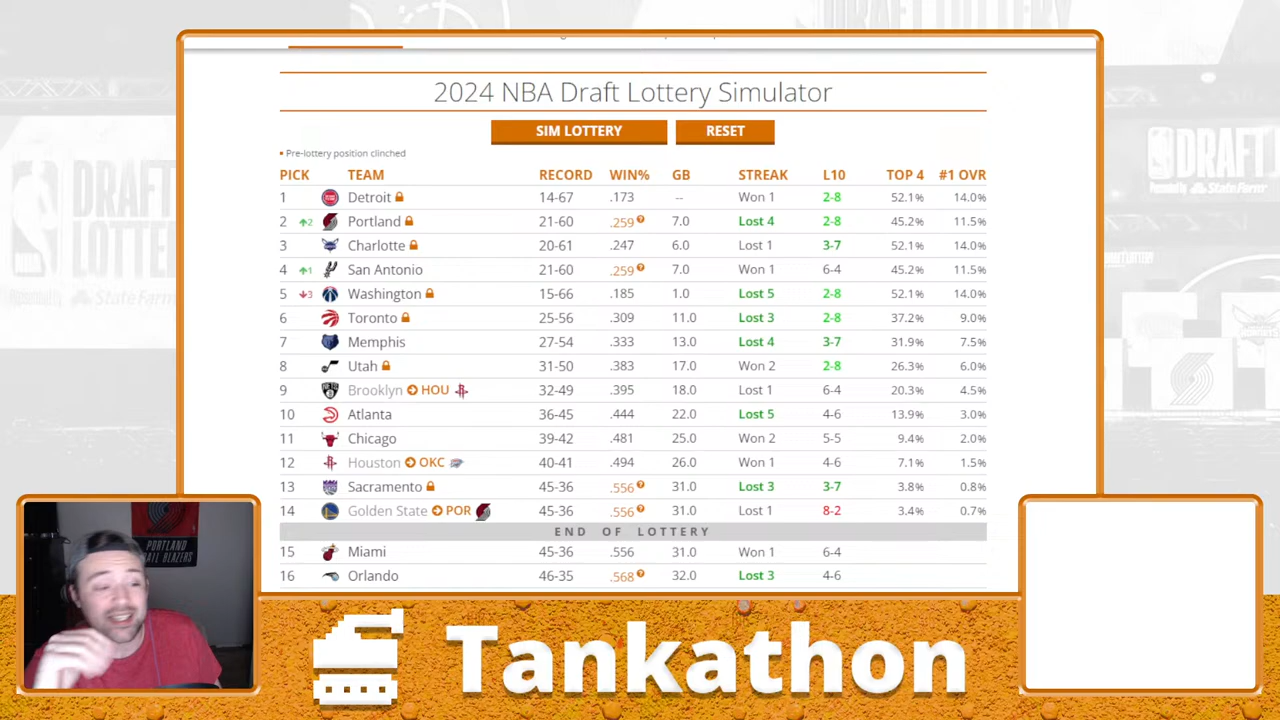 2024 NBA Draft Lottery Simulator
SIM LOTTERY RESET
Pre-lottery position clinched
PICK TEAM RECORD WIN% GB STREAK L10 TOP 4 #1 OVR
1 Detroit 14-67 .173 -- Won 1 2-8 52.1% 14.0%
2 2 Portland 21-60 .259 7.0 Lost 4 2-8 45.2% 11.5%
3 Charlotte 20-61 .247 6.0 Lost 1 3-7 52.1% 14.0%
4 1 San Antonio 21-60 .259 7.0 Won 1 6-4 45.2% 11.5%
5 3 Washington 15-66 .185 1.0 Lost 5 2-8 52.1% 14.0%
6 Toronto 25-56 .309 11.0 Lost 3 2-8 37.2% 9.0%
7 Memphis 27-54 .333 13.0 Lost 4 3-7 31.9% 7.5%
8 Utah 31-50 .383 17.0 Won 2 2-8 26.3% 6.0%
9 Brooklyn HOU 32-49 .395 18.0 Lost 1 6-4 20.3% 4.5%
10 Atlanta 36-45 .444 22.0 Lost 5 4-6 13.9% 3.0%
11 Chicago 39-42 .481 25.0 Won 2 5-5 9.4% 2.0%
12 Houston OKC 40-41 .494 26.0 Won 1 4-6 7.1% 1.5%
13 Sacramento 45-36 .556 31.0 Lost 3 3-7 3.8% 0.8%
14 Golden State POR 45-36 .556 31.0 Lost 1 8-2 3.4% 0.7%
END OF LOTTERY
15 Miami 45-36 .556 31.0 Won 1 6-4
16 Orlando 46-35 .568 32.0 Lost 3 4-6
PORTLAND
Tankathon
NBA DRAFT
LOTTERY
State Farm
DRAFT
State Farm